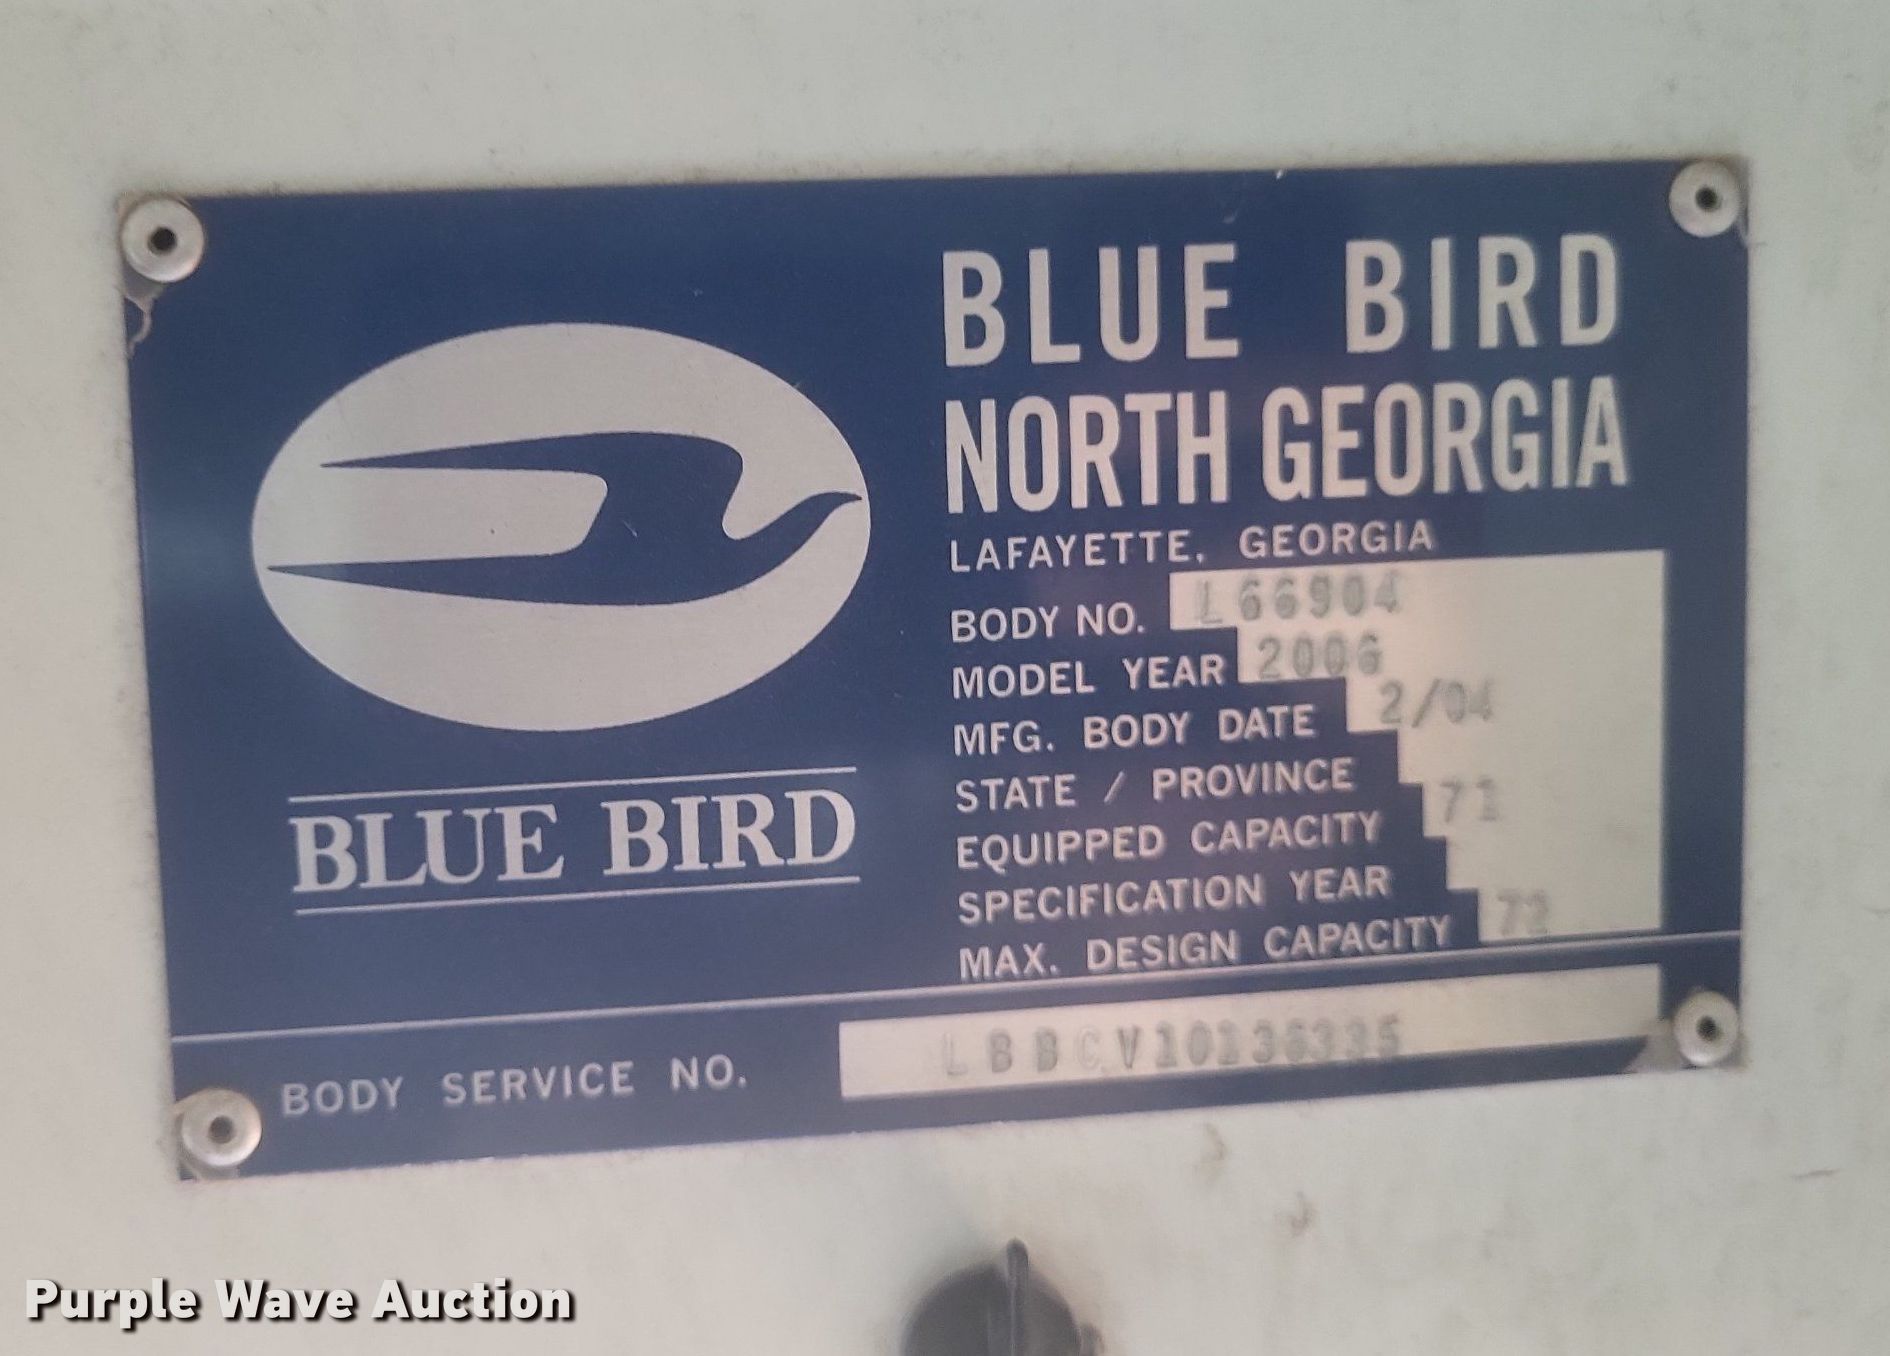 BLUE BIRD
NORTH GEORGIA
LAFAYETTE, GEORGIA
BODY NO. L66904
MODEL YEAR 2006
MFG. BODY DATE 2/04
STATE / PROVINCE
EQUIPPED CAPACITY 71
SPECIFICATION YEAR
MAX. DESIGN CAPACITY
BLUE BIRD
BODY SERVICE NO.
Purple Wave Auction